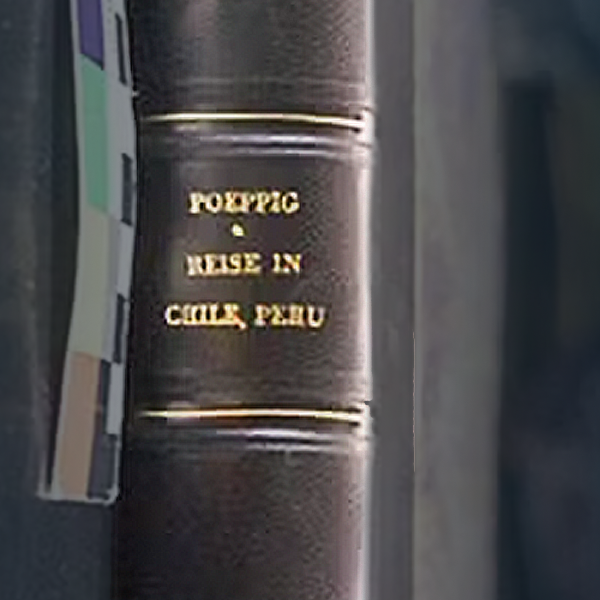 POEPPIG
REISE IN
CHILE, PERU